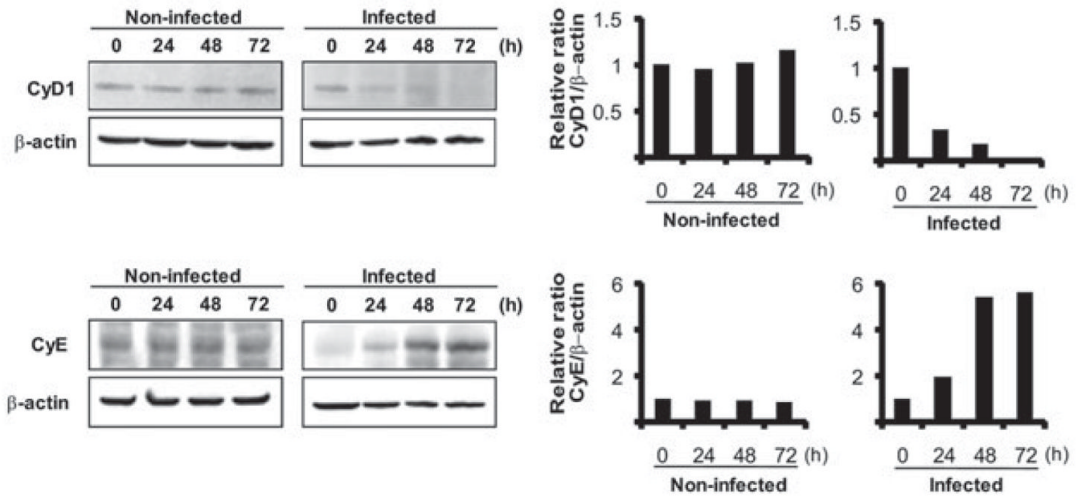 Non-infected
Infected
0 24 48 72
0 24 48 72 (h)
CyD1
β-actin
Relative ratio
CyD1/β-actin
1.5
1
0.5
0 24 48 72 (h)
Non-infected
1.5
1
0.5
0 24 48 72 (h)
Infected
Non-infected
Infected
0 24 48 72
0 24 48 72 (h)
CyE
β-actin
Relative ratio
CyE/β-actin
6
4
2
0 24 48 72 (h)
Non-infected
6
4
2
0 24 48 72 (h)
Infected